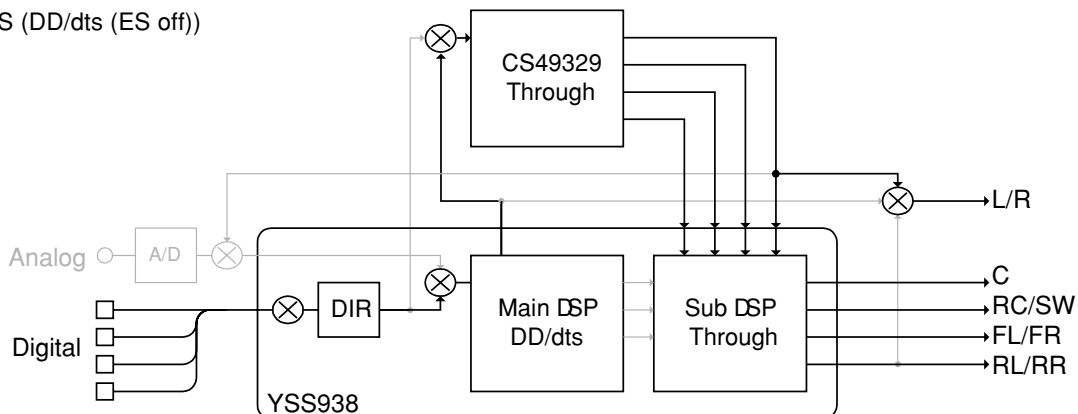 S (DD/dts (ES off))
CS49329
Through
L/R
Analog
A/D
C
DIR
Main DSP
DD/dts
Sub DSP
Through
RC/SW
FL/FR
RL/RR
Digital
YSS938